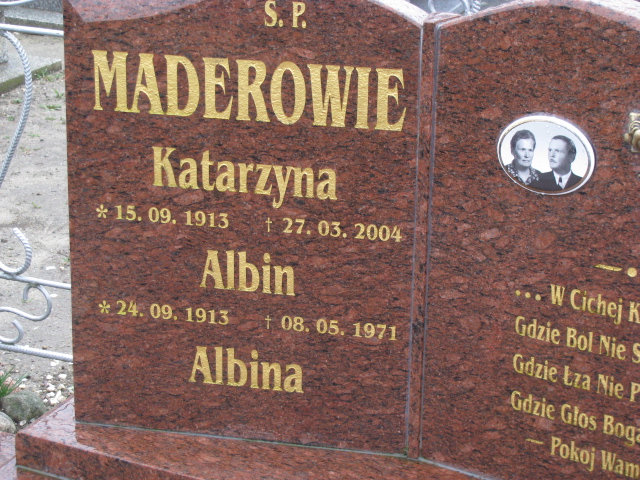 Ś. P.
MADEROWIE
Katarzyna
* 15. 09. 1913 † 27. 03. 2004
Albin
* 24. 09. 1913 † 08. 05. 1971
Albina
... W Cichej
Gdzie Bol Nie
Gdzie Łza Nie
Gdzie Głos
— Pokoj Wam